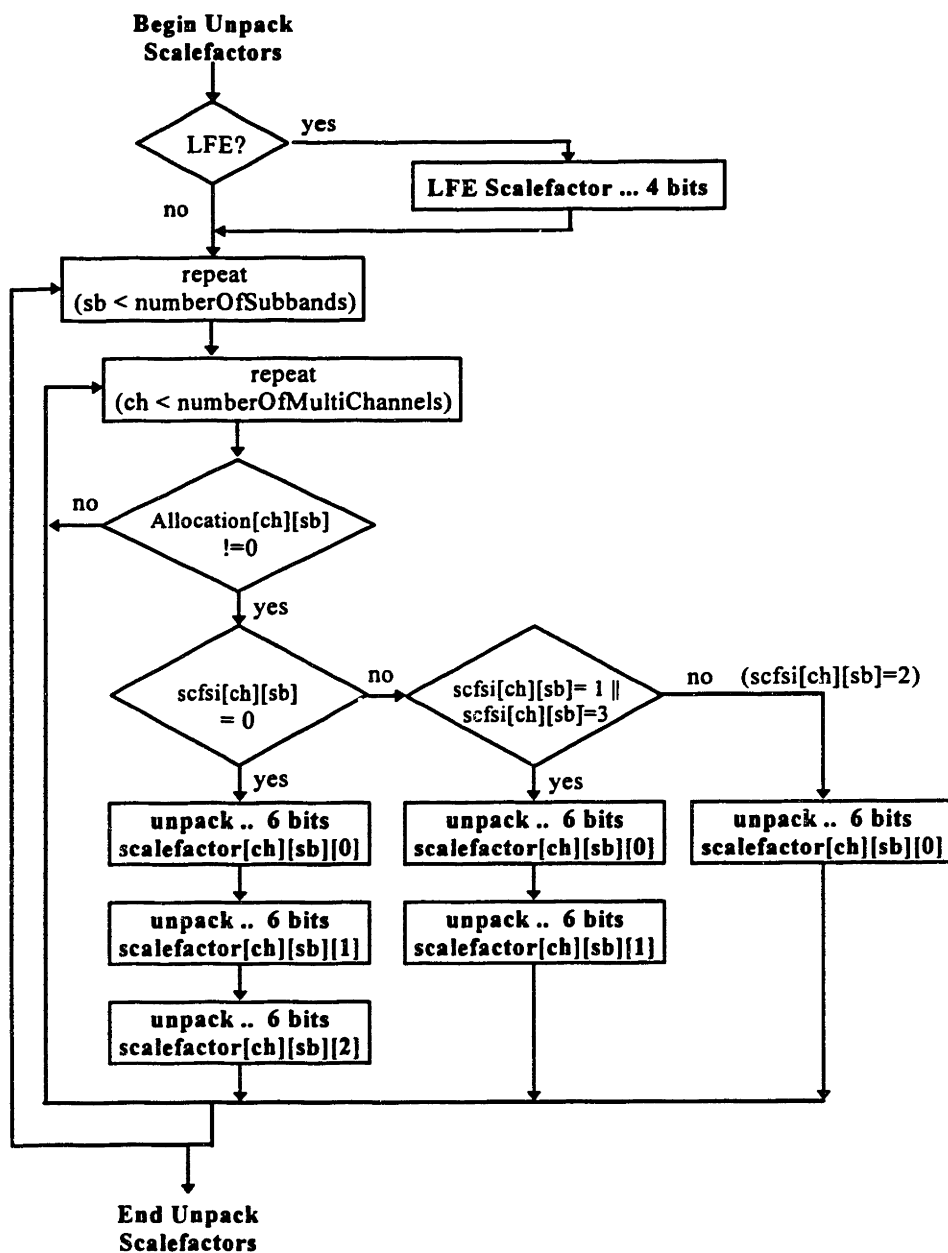 Begin Unpack
Scalefactors
LFE?
yes
LFE Scalefactor ... 4 bits
no
repeat
(sb < numberOfSubbands)
repeat
(ch < numberOfMultiChannels)
no
Allocation[ch][sb]
!=0
yes
scfsi[ch][sb]
= 0
no
scfsi[ch][sb]= 1 ||
scfsi[ch][sb]=3
no (scfsi[ch][sb]=2)
yes
yes
unpack .. 6 bits
scalefactor[ch][sb][0]
unpack .. 6 bits
scalefactor[ch][sb][0]
unpack .. 6 bits
scalefactor[ch][sb][0]
unpack .. 6 bits
scalefactor[ch][sb][1]
unpack .. 6 bits
scalefactor[ch][sb][1]
unpack .. 6 bits
scalefactor[ch][sb][2]
End Unpack
Scalefactors